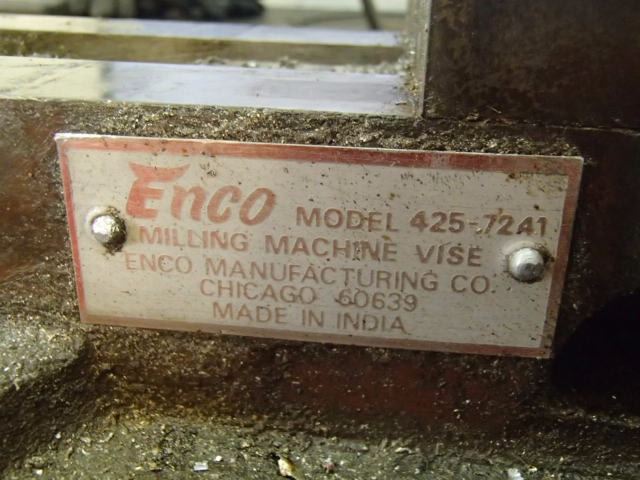 Enco MODEL 425-7241
MILLING MACHINE VISE
ENCO MANUFACTURING CO.
CHICAGO 60639
MADE IN INDIA